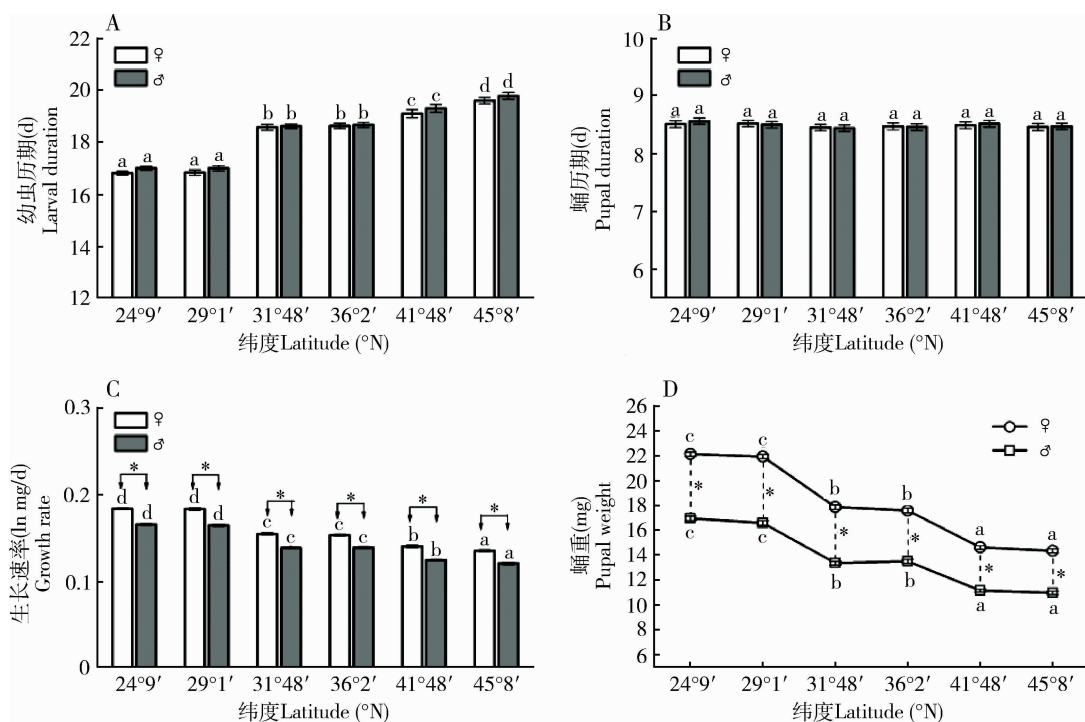 A
♀
♂
22
20
18
16
14
12
幼虫历期(d)
Larval duration
a a
a a
b b
b b
c c
d d
24°9′ 29°1′ 31°48′ 36°2′ 41°48′ 45°8′
纬度Latitude (°N)
B
♀
♂
10
9
8
7
6
蛹历期(d)
Pupal duration
a a a a a a a a a a a a
24°9′ 29°1′ 31°48′ 36°2′ 41°48′ 45°8′
纬度Latitude (°N)
C
♀
♂
0.3
0.2
0.1
0
生长速率(ln mg/d)
Growth rate
* * * * * *
d d d d c c c c b b a a
24°9′ 29°1′ 31°48′ 36°2′ 41°48′ 45°8′
纬度Latitude (°N)
D
♀
♂
26
24
22
20
18
16
14
12
10
8
6
5
蛹重(mg)
Pupal weight
c c b b a a
* * * * * *
c c b b a a
24°9′ 29°1′ 31°48′ 36°2′ 41°48′ 45°8′
纬度Latitude (°N)